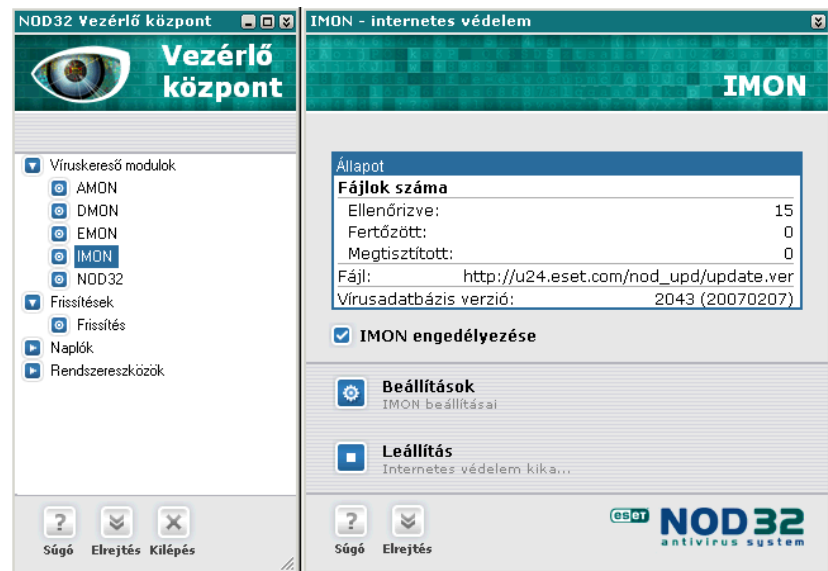 NOD32 Vezérlő központ
Vezérlő
központ
Víruskereső modulok
AMON
DMON
EMON
IMON
NOD32
Frissítések
Frissítés
Naplók
Rendszereszközök
? Súgó
Elrejtés
Kilépés
IMON - internetes védelem
IMON
Állapot
Fájlok száma
Ellenőrizve: 15
Fertőzött: 0
Megtisztított: 0
Fájl: http://u24.eset.com/nod_upd/update.ver
Vírusadatbázis verzió: 2043 (20070207)
IMON engedélyezése
Beállítások
IMON beállításai
Leállítás
Internetes védelem kika...
? Súgó
Elrejtés
eset NOD32
antivirus system